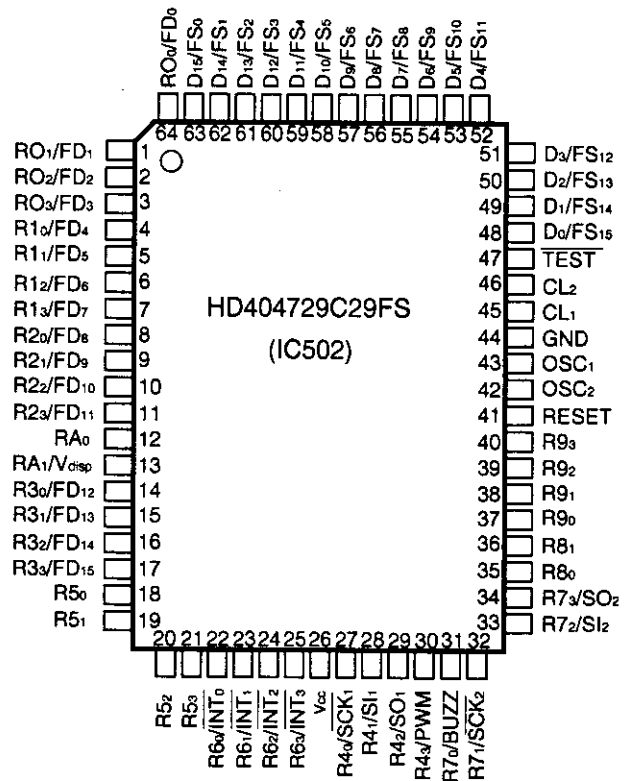 RO₀/FD₀
D₁₅/FS₀
D₁₄/FS₁
D₁₃/FS₂
D₁₂/FS₃
D₁₁/FS₄
D₁₀/FS₅
D₉/FS₆
D₈/FS₇
D₇/FS₈
D₆/FS₉
D₅/FS₁₀
D₄/FS₁₁
64 63 62 61 60 59 58 57 56 55 54 53 52
RO₁/FD₁ 1
RO₂/FD₂ 2
RO₃/FD₃ 3
R1₀/FD₄ 4
R1₁/FD₅ 5
R1₂/FD₆ 6
R1₃/FD₇ 7
R2₀/FD₈ 8
R2₁/FD₉ 9
R2₂/FD₁₀ 10
R2₃/FD₁₁ 11
RA₀ 12
RA₁/Vdisp 13
R3₀/FD₁₂ 14
R3₁/FD₁₃ 15
R3₂/FD₁₄ 16
R3₃/FD₁₅ 17
R5₀ 18
R5₁ 19
HD404729C29FS
(IC502)
51 D₃/FS₁₂
50 D₂/FS₁₃
49 D₁/FS₁₄
48 D₀/FS₁₅
47 T̅E̅S̅T̅
46 CL₂
45 CL₁
44 GND
43 OSC₁
42 OSC₂
41 RESET
40 R9₃
39 R9₂
38 R9₁
37 R9₀
36 R8₁
35 R8₀
34 R7₃/SO₂
33 R7₂/SI₂
20 21 22 23 24 25 26 27 28 29 30 31 32
R5₂
R5₃
R6₀/I̅N̅T̅₀
R6₁/I̅N̅T̅₁
R6₂/I̅N̅T̅₂
R6₃/I̅N̅T̅₃
Vcc
R4₀/S̅C̅K̅₁
R4₁/SI₁
R4₂/SO₁
R4₃/PWM
R7₀/BUZZ
R7₁/S̅C̅K̅₂